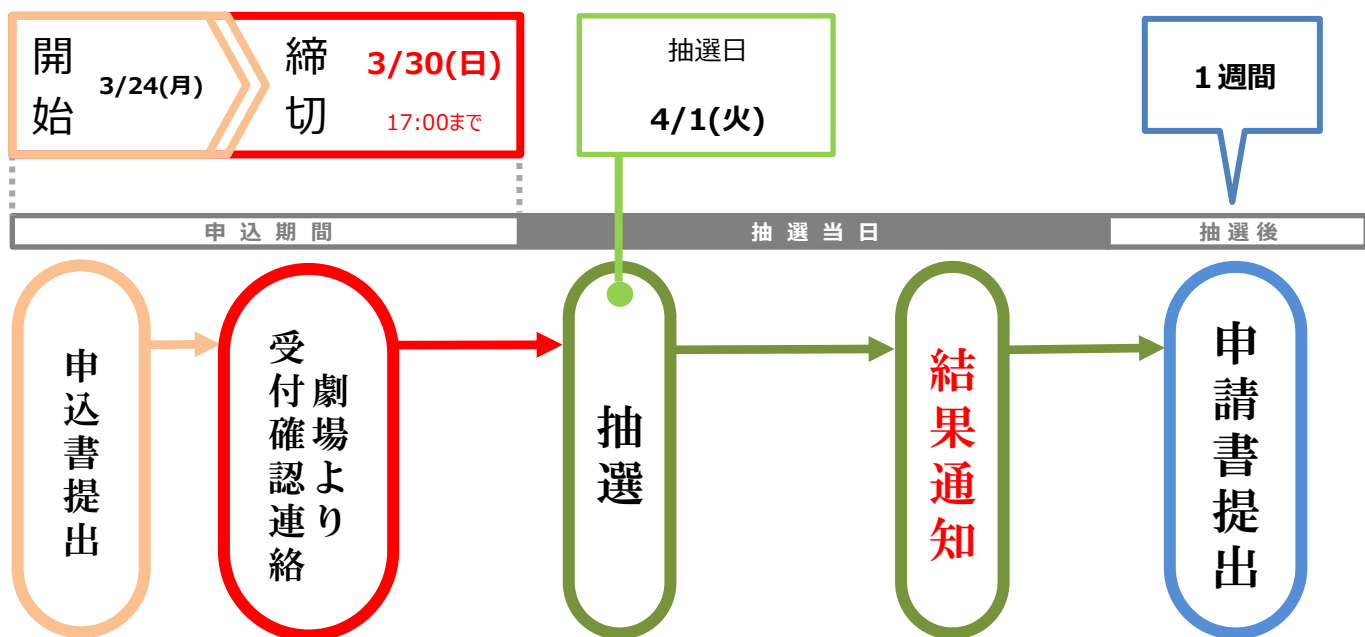 開始
3/24(月)
締切
3/30(日)
17:00まで
抽選日
4/1(火)
１週間
申込期間
抽選当日
抽選後
申込書提出
劇場より
受付確認連絡
抽選
結果通知
申請書提出